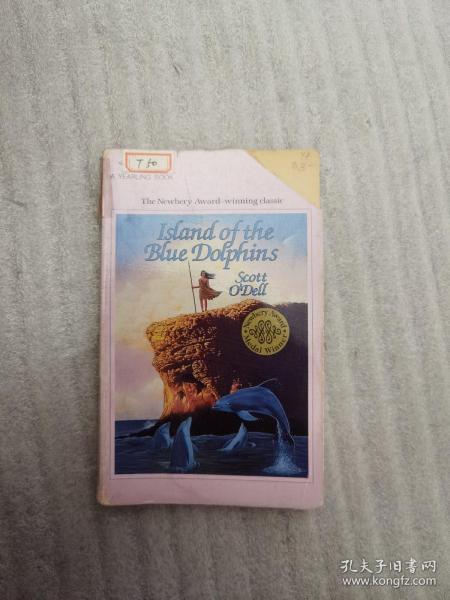 T 50
A YEARLING BOOK
The Newbery Award-winning classic
Island of the
Blue Dolphins
Scott
O'Dell
Newbery Award
Medal Winner
孔夫子旧书网
www.kongfz.com